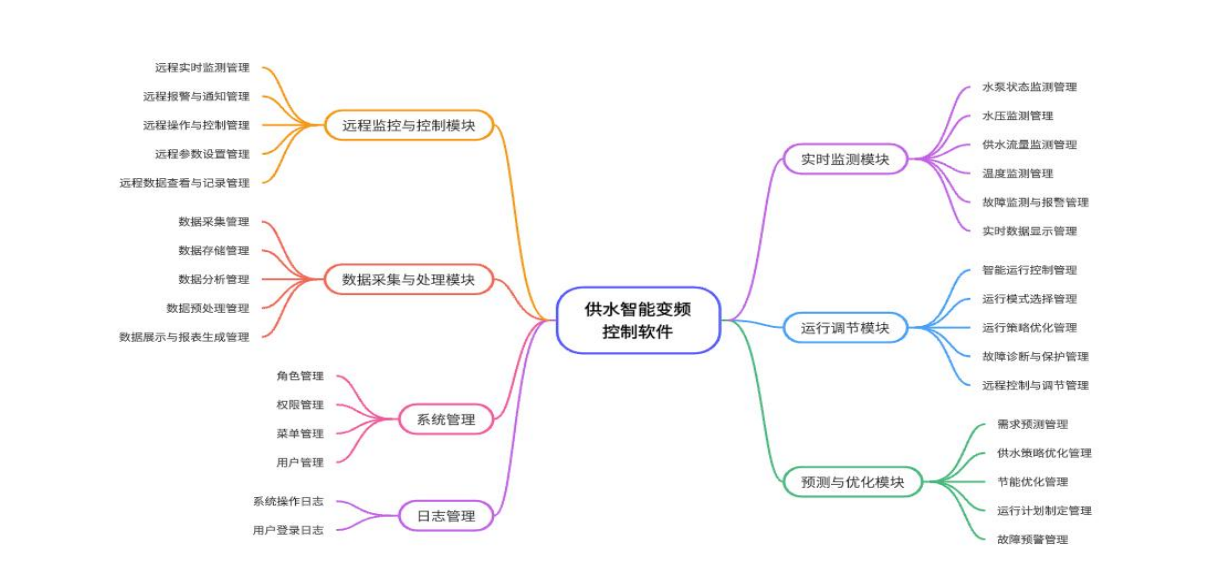 供水智能变频
控制软件
远程监控与控制模块
远程实时监测管理
远程报警与通知管理
远程操作与控制管理
远程参数设置管理
远程数据查看与记录管理
数据采集与处理模块
数据采集管理
数据存储管理
数据分析管理
数据预处理管理
数据展示与报表生成管理
系统管理
角色管理
权限管理
菜单管理
用户管理
日志管理
系统操作日志
用户登录日志
实时监测模块
水泵状态监测管理
水压监测管理
供水流量监测管理
温度监测管理
故障监测与报警管理
实时数据显示管理
运行调节模块
智能运行控制管理
运行模式选择管理
运行策略优化管理
故障诊断与保护管理
远程控制与调节管理
预测与优化模块
需求预测管理
供水策略优化管理
节能优化管理
运行计划制定管理
故障预警管理